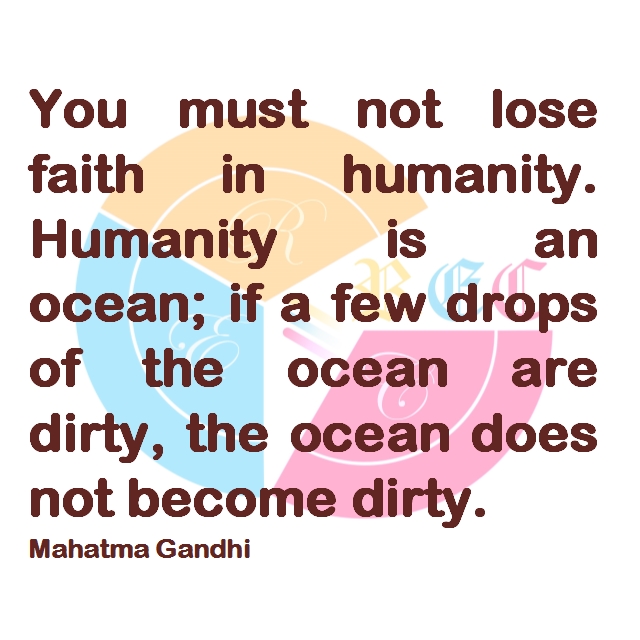 You must not lose
faith in humanity.
Humanity is an
ocean; if a few drops
of the ocean are
dirty, the ocean does
not become dirty.
Mahatma Gandhi
R
E
C
REC